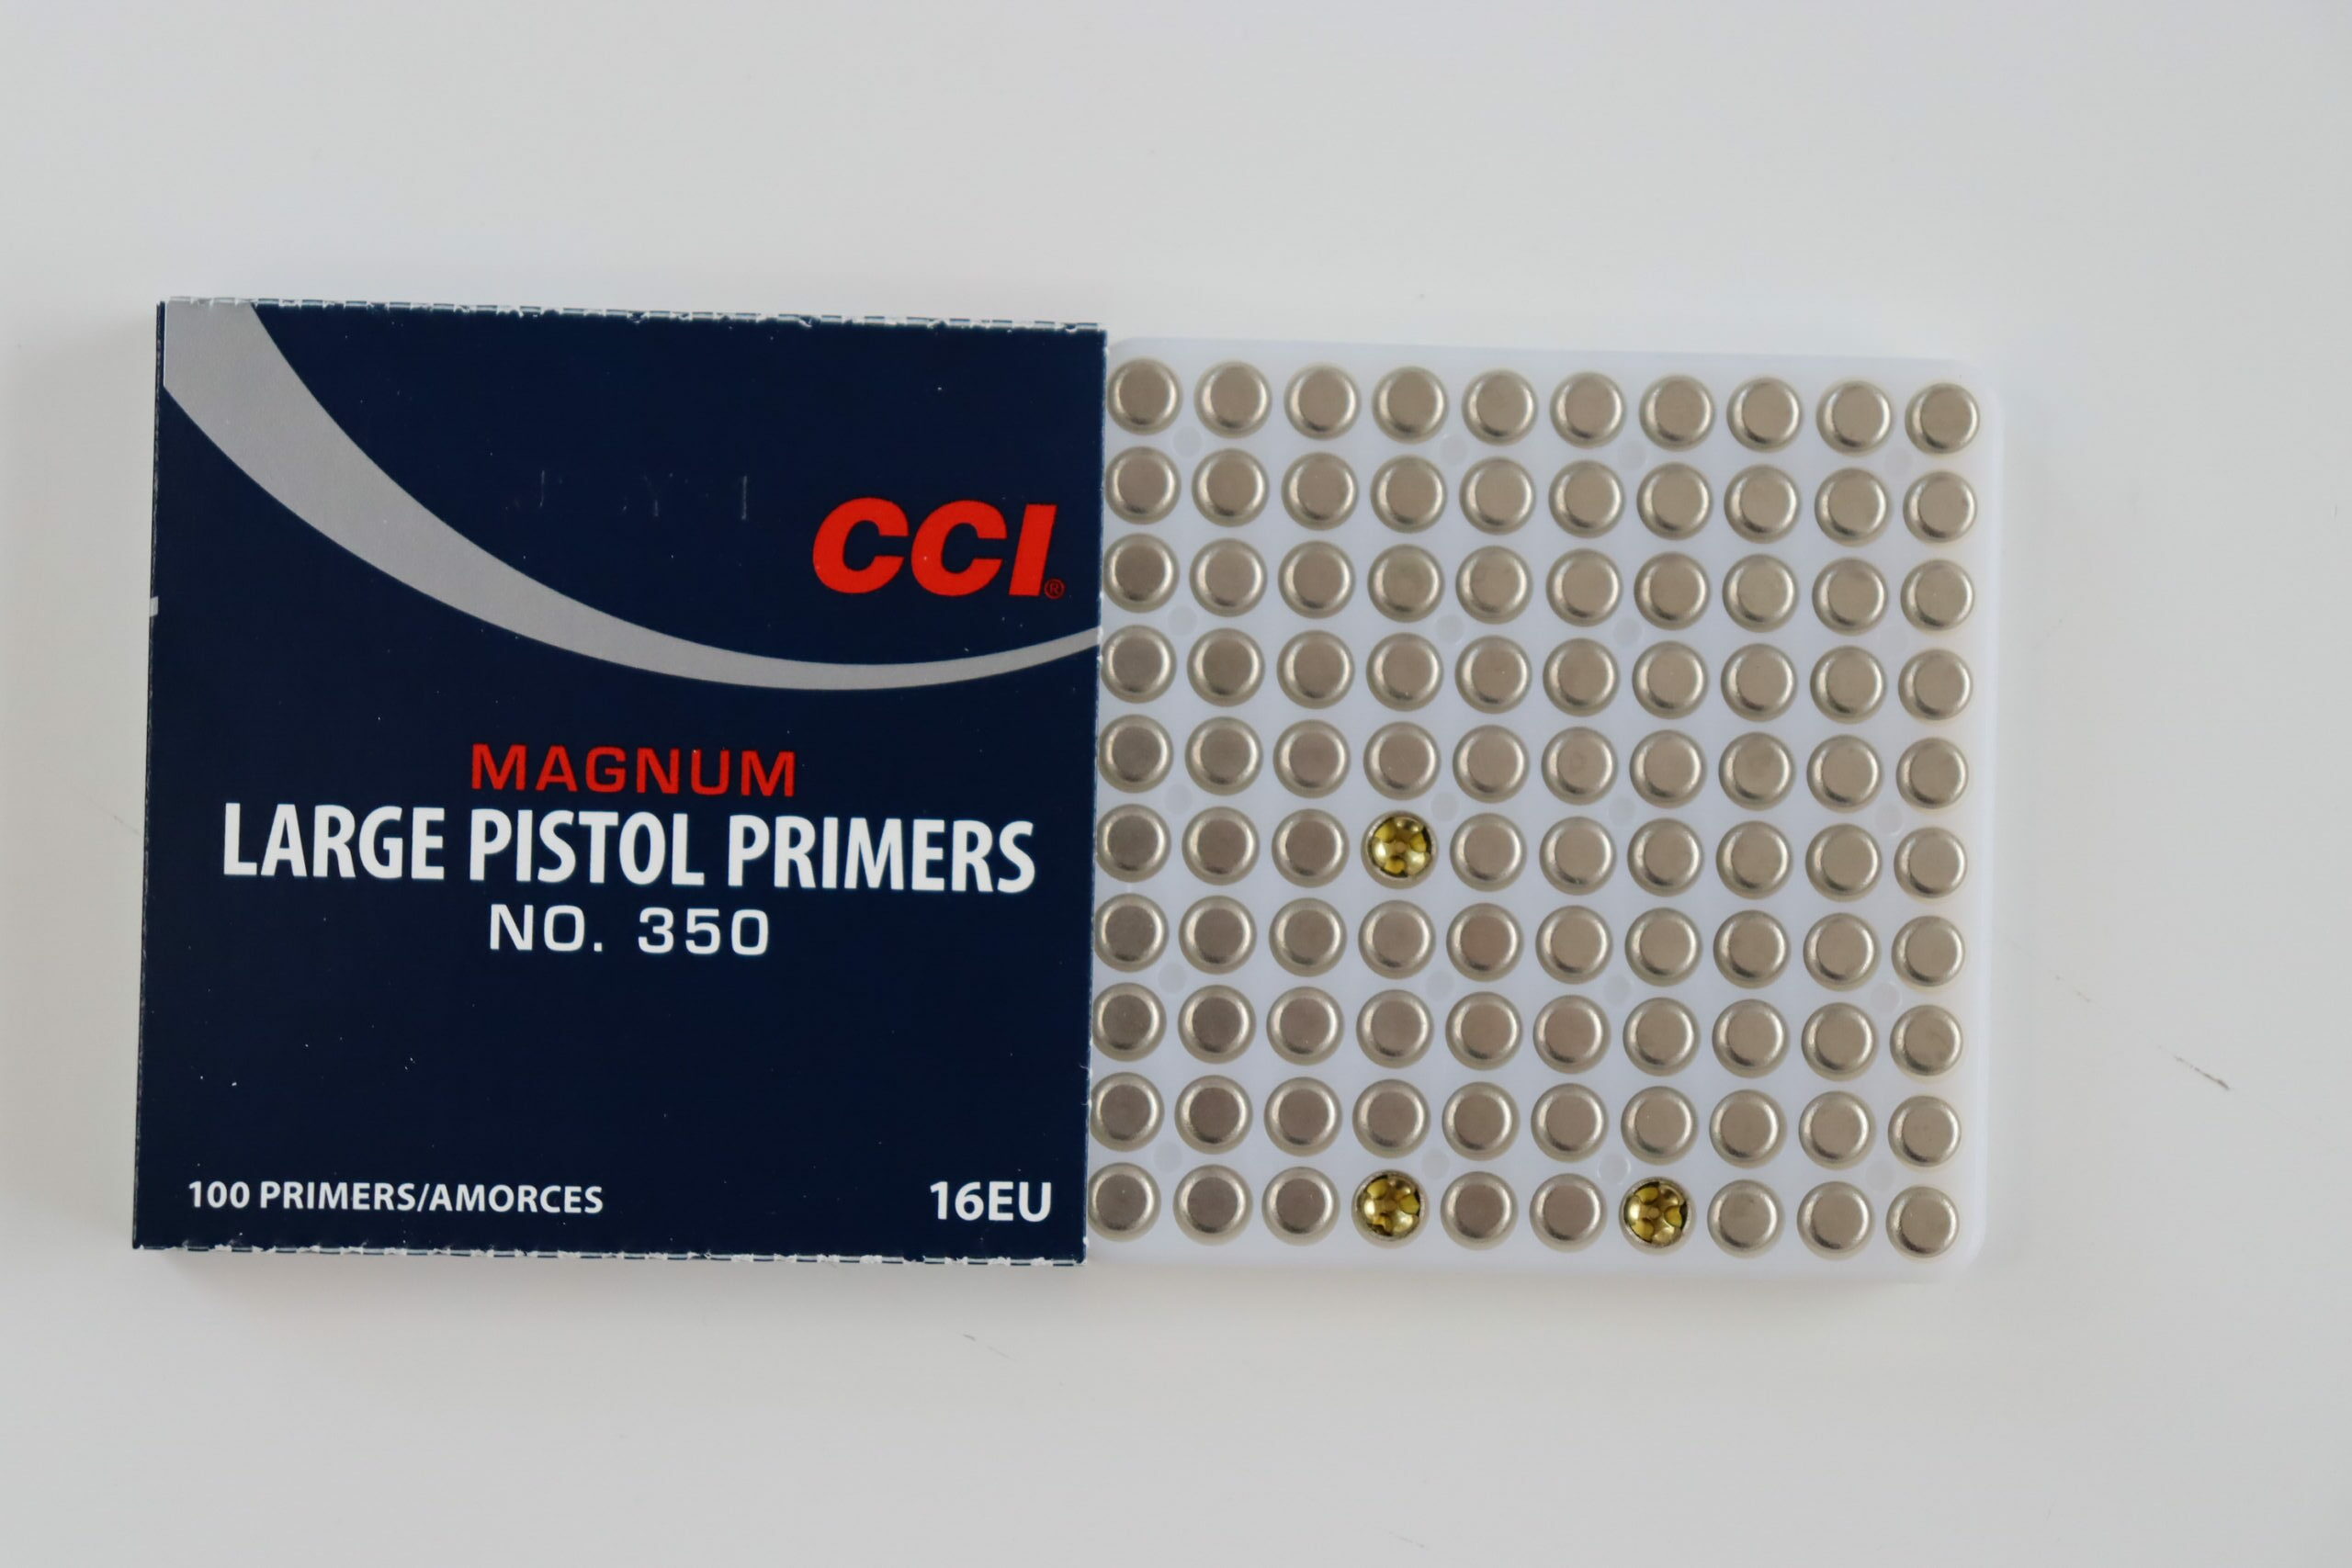 CCI®
MAGNUM
LARGE PISTOL PRIMERS
NO. 350
100 PRIMERS/AMORCES
16EU